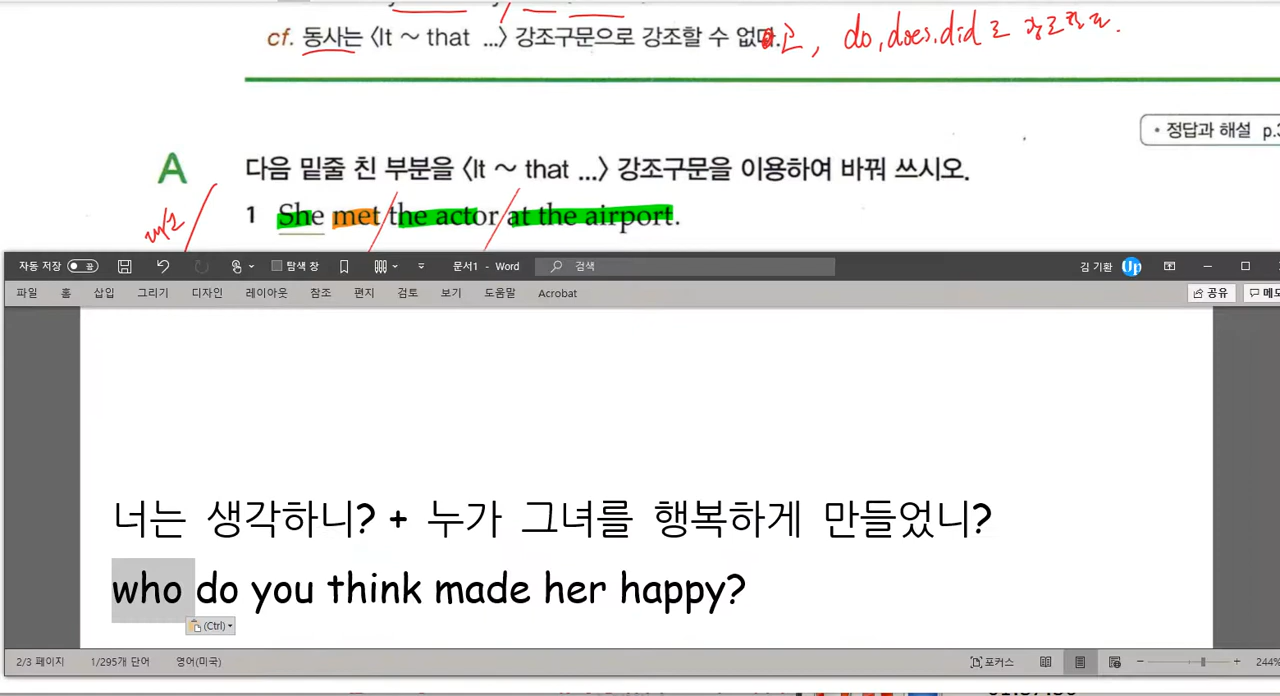 cf. 동사는 〈It ~ that ...〉 강조구문으로 강조할 수 없다고, do, does, did로
• 정답과 해설 p.3
A 다음 밑줄 친 부분을 〈It ~ that ...〉 강조구문을 이용하여 바꿔 쓰시오.
1 She met the actor at the airport.
자동 저장 문서1 - Word 탐색 창 검색 김 기환 Up
파일 홈 삽입 그리기 디자인 레이아웃 참조 편지 검토 보기 도움말 Acrobat 공유 메모
너는 생각하니? + 누가 그녀를 행복하게 만들었니?
who do you think made her happy?
(Ctrl)
2/3 페이지 1/295개 단어 영어(미국) 포커스 244%